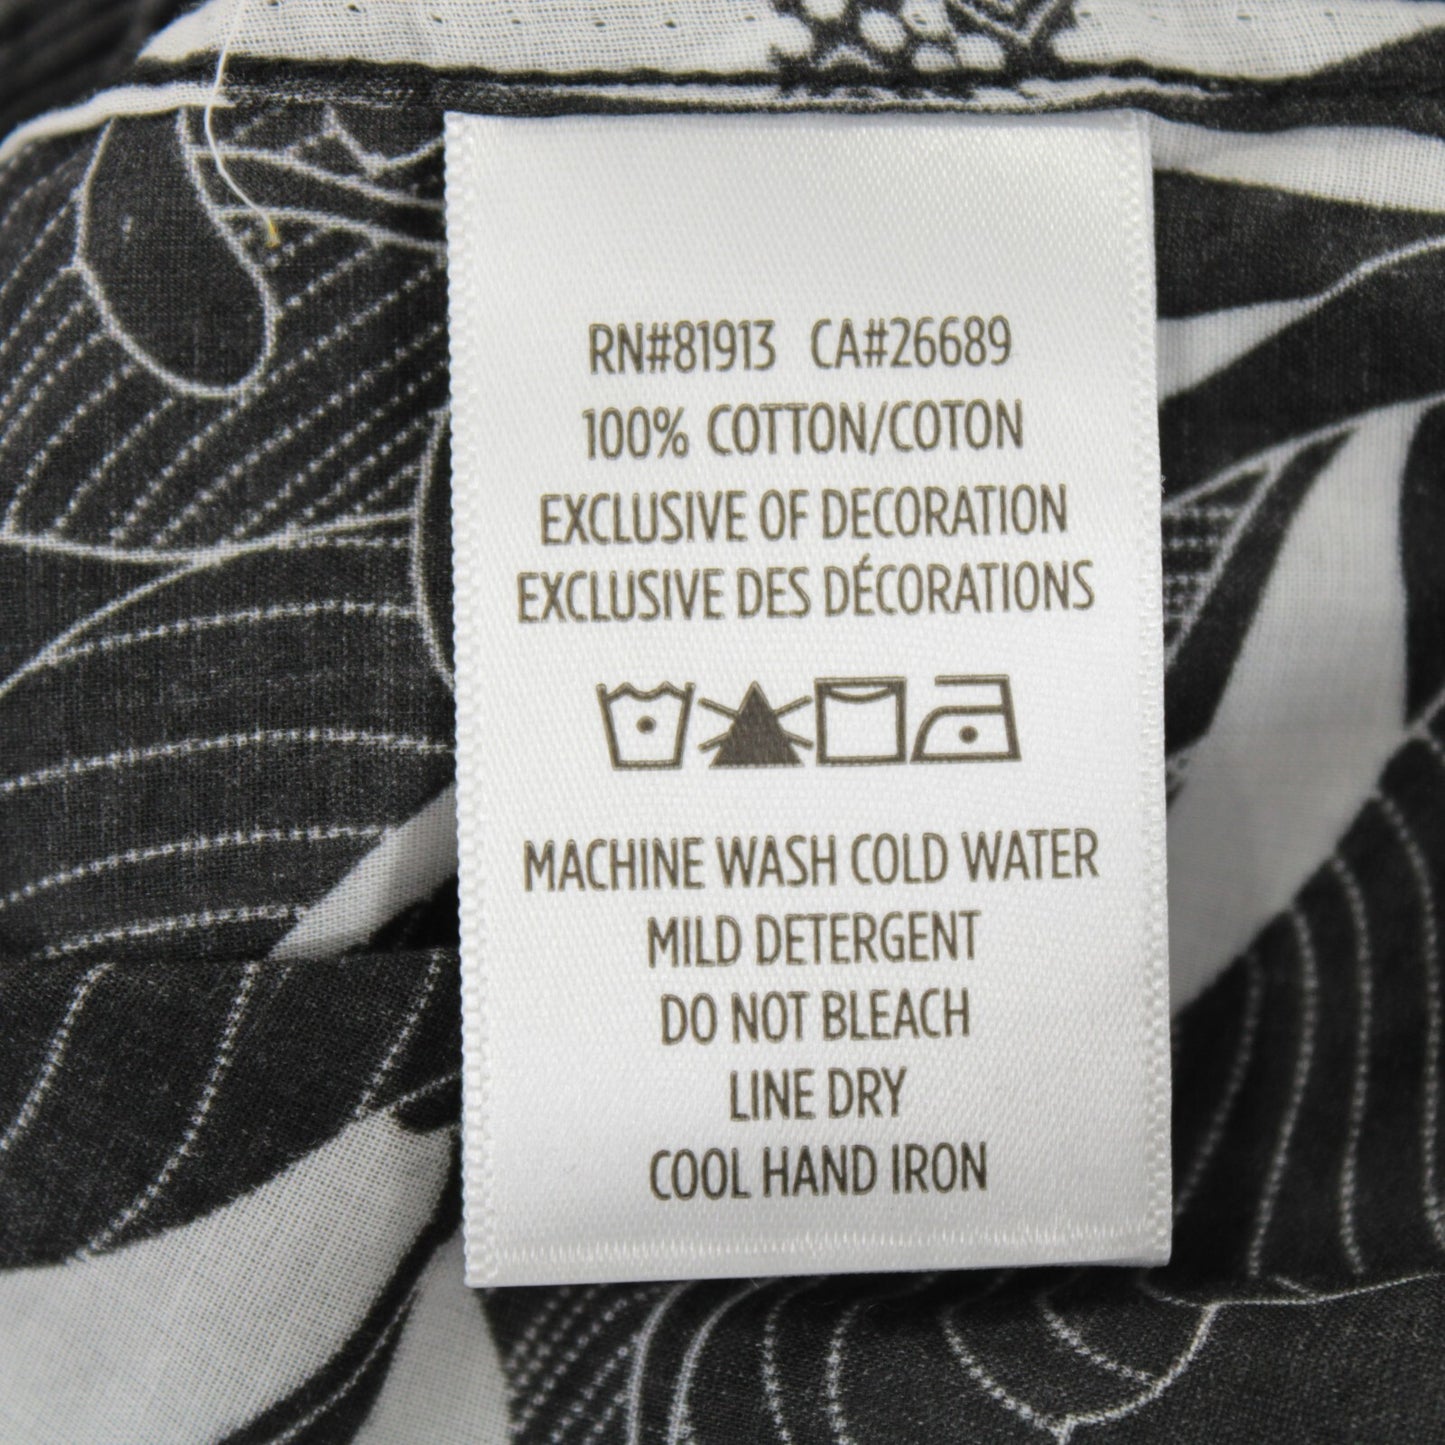 RN#81913 CA#26689
100% COTTON/COTON
EXCLUSIVE OF DECORATION
EXCLUSIVE DES DÉCORATIONS
MACHINE WASH COLD WATER
MILD DETERGENT
DO NOT BLEACH
LINE DRY
COOL HAND IRON